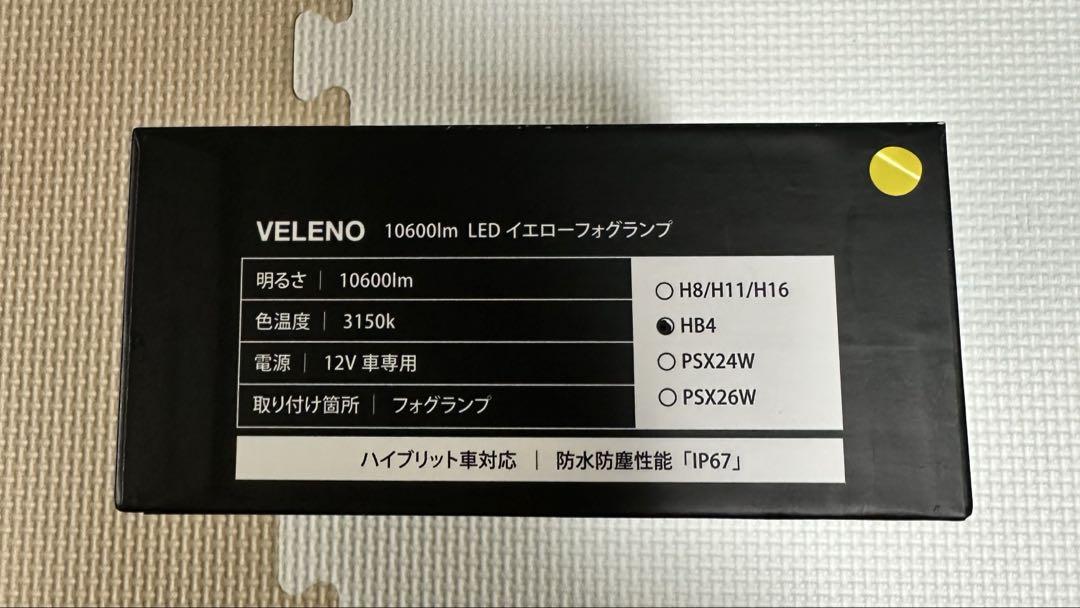 VELENO 10600lm LED イエローフォグランプ
明るさ | 10600lm
色温度 | 3150k
電源 | 12V 車専用
取り付け箇所 | フォグランプ
H8/H11/H16
HB4
PSX24W
PSX26W
ハイブリット車対応 | 防水防塵性能「IP67」